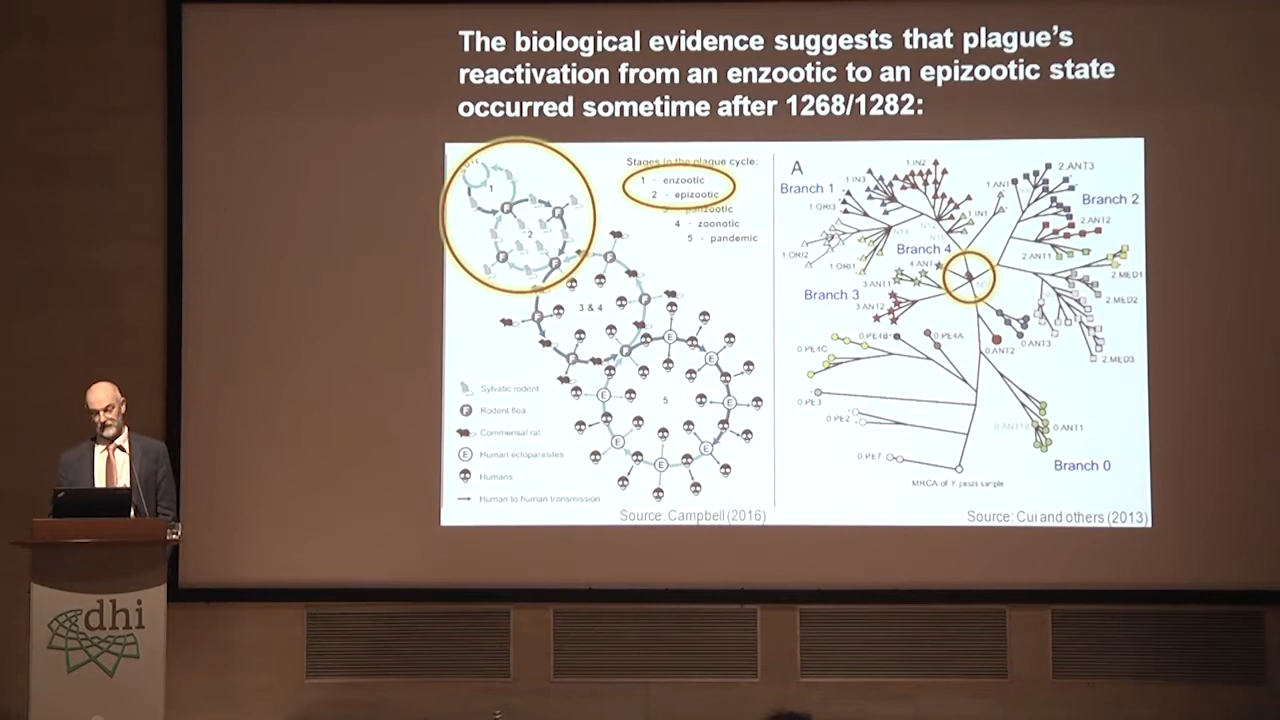 The biological evidence suggests that plague's
reactivation from an enzootic to an epizootic state
occurred sometime after 1268/1282:
Stages in the plague cycle:
1 - enzootic
2 - epizootic
3 - panzootic
4 - zoonotic
5 - pandemic
1
2
3 & 4
5
F
E
Sylvatic rodent
Rodent flea
Commensal rat
Human ectoparasites
Humans
Human to human transmission
Source: Campbell (2016)
A
Branch 1
1.IN3
1.IN2
1.ORI3
1.ORI2
1.ORI1
1.IN1
1.ANT
2.ANT3
Branch 2
2.ANT2
2.ANT1
2.MED1
2.MED2
2.MED3
Branch 4
4.ANT
Branch 3
3.ANT1
3.ANT2
0.PE4B
0.PE4A
0.PE4C
0.ANT2
0.ANT3
0.PE3
0.PE2
0.ANT1
0.PE7
Branch 0
MRCA of Y. pestis sample
Source: Cui and others (2013)
dhi